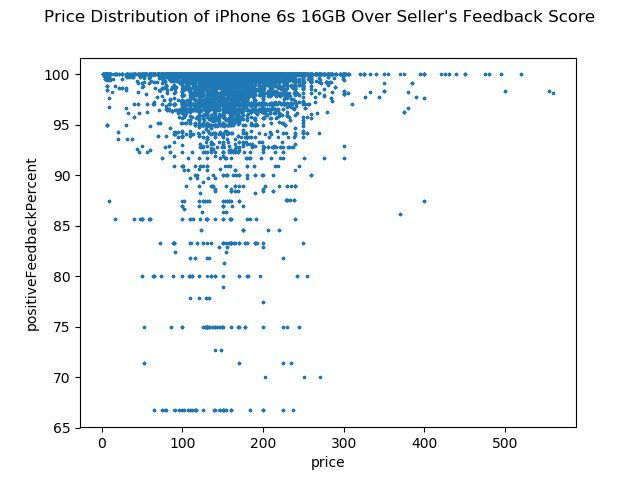 Price Distribution of iPhone 6s 16GB Over Seller's Feedback Score
100
95
90
85
80
75
70
65
positiveFeedbackPercent
0 100 200 300 400 500
price